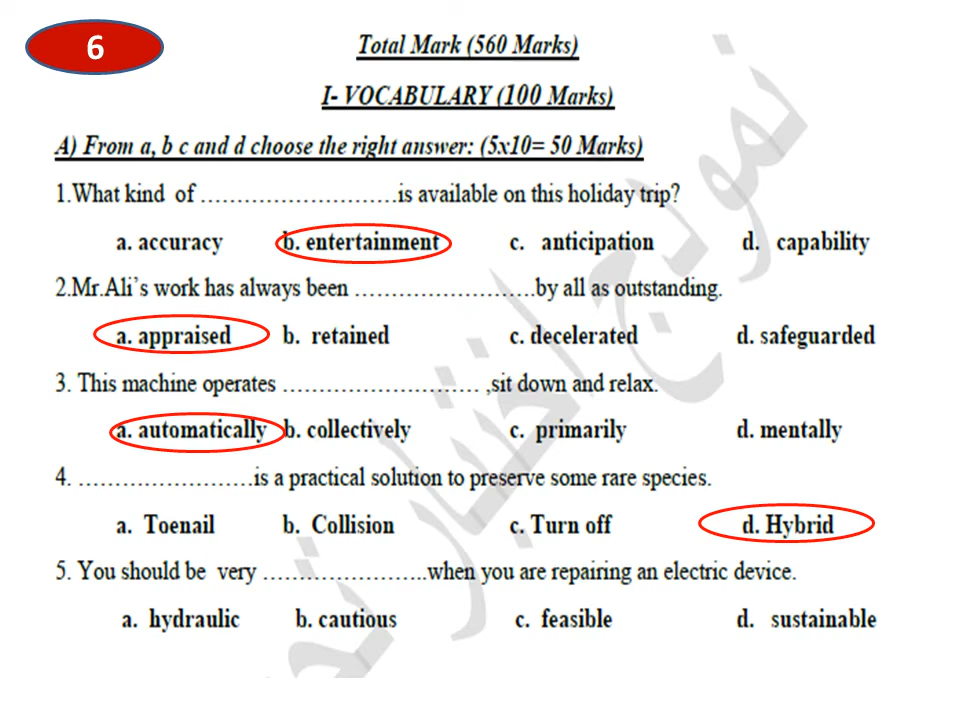 6
Total Mark (560 Marks)
I- VOCABULARY (100 Marks)
A) From a, b c and d choose the right answer: (5x10= 50 Marks)
1.What kind of ………………………is available on this holiday trip?
a. accuracy b. entertainment c. anticipation d. capability
2.Mr.Ali’s work has always been …………………….by all as outstanding.
a. appraised b. retained c. decelerated d. safeguarded
3. This machine operates ……………………… ,sit down and relax.
a. automatically b. collectively c. primarily d. mentally
4. ……………………is a practical solution to preserve some rare species.
a. Toenail b. Collision c. Turn off d. Hybrid
5. You should be very …………………..when you are repairing an electric device.
a. hydraulic b. cautious c. feasible d. sustainable
نموذج اختبار